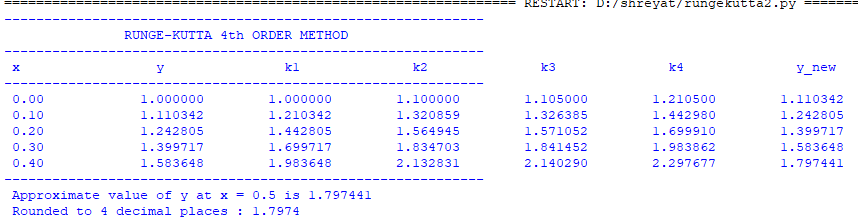 ======================================================= RESTART: D:/shreyat/rungekutta2.py =======
------------------------------------------------------------
RUNGE-KUTTA 4th ORDER METHOD
------------------------------------------------------------
x y k1 k2 k3 k4 y_new
------------------------------------------------------------
0.00 1.000000 1.000000 1.100000 1.105000 1.210500 1.110342
0.10 1.110342 1.210342 1.320859 1.326385 1.442980 1.242805
0.20 1.242805 1.442805 1.564945 1.571052 1.699910 1.399717
0.30 1.399717 1.699717 1.834703 1.841452 1.983862 1.583648
0.40 1.583648 1.983648 2.132831 2.140290 2.297677 1.797441
------------------------------------------------------------
Approximate value of y at x = 0.5 is 1.797441
Rounded to 4 decimal places : 1.7974